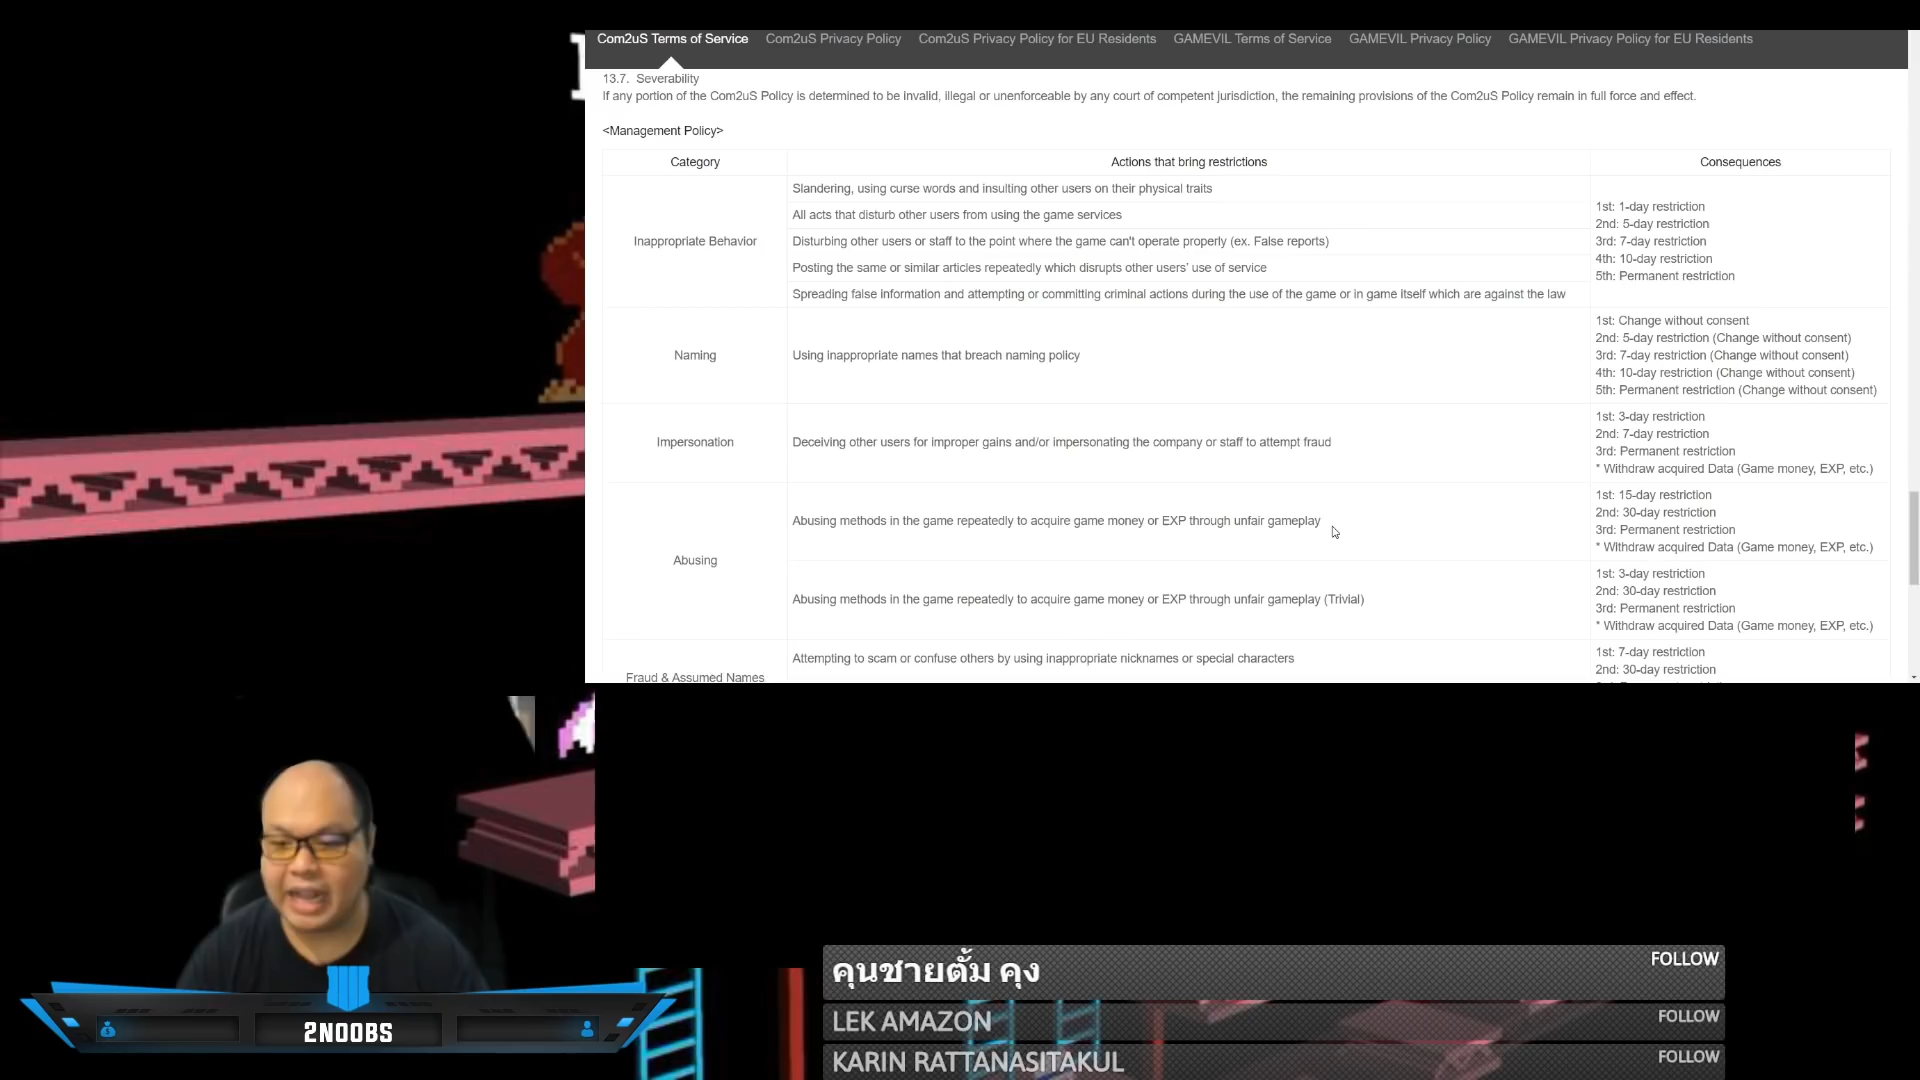 Com2uS Terms of Service Com2uS Privacy Policy Com2uS Privacy Policy for EU Residents GAMEVIL Terms of Service GAMEVIL Privacy Policy GAMEVIL Privacy Policy for EU Residents
13.7. Severability
If any portion of the Com2uS Policy is determined to be invalid, illegal or unenforceable by any court of competent jurisdiction, the remaining provisions of the Com2uS Policy remain in full force and effect.
<Management Policy>
Category Actions that bring restrictions Consequences
Inappropriate Behavior
Slandering, using curse words and insulting other users on their physical traits
All acts that disturb other users from using the game services
Disturbing other users or staff to the point where the game can't operate properly (ex. False reports)
Posting the same or similar articles repeatedly which disrupts other users' use of service
Spreading false information and attempting or committing criminal actions during the use of the game or in game itself which are against the law
1st: 1-day restriction
2nd: 5-day restriction
3rd: 7-day restriction
4th: 10-day restriction
5th: Permanent restriction
Naming
Using inappropriate names that breach naming policy
1st: Change without consent
2nd: 5-day restriction (Change without consent)
3rd: 7-day restriction (Change without consent)
4th: 10-day restriction (Change without consent)
5th: Permanent restriction (Change without consent)
Impersonation
Deceiving other users for improper gains and/or impersonating the company or staff to attempt fraud
1st: 3-day restriction
2nd: 7-day restriction
3rd: Permanent restriction
* Withdraw acquired Data (Game money, EXP, etc.)
Abusing
Abusing methods in the game repeatedly to acquire game money or EXP through unfair gameplay
1st: 15-day restriction
2nd: 30-day restriction
3rd: Permanent restriction
* Withdraw acquired Data (Game money, EXP, etc.)
Abusing methods in the game repeatedly to acquire game money or EXP through unfair gameplay (Trivial)
1st: 3-day restriction
2nd: 30-day restriction
3rd: Permanent restriction
* Withdraw acquired Data (Game money, EXP, etc.)
Fraud & Assumed Names
Attempting to scam or confuse others by using inappropriate nicknames or special characters
1st: 7-day restriction
2nd: 30-day restriction
2NOOBS
คุนชายตั้ม คุง FOLLOW
LEK AMAZON FOLLOW
KARIN RATTANASITAKUL FOLLOW